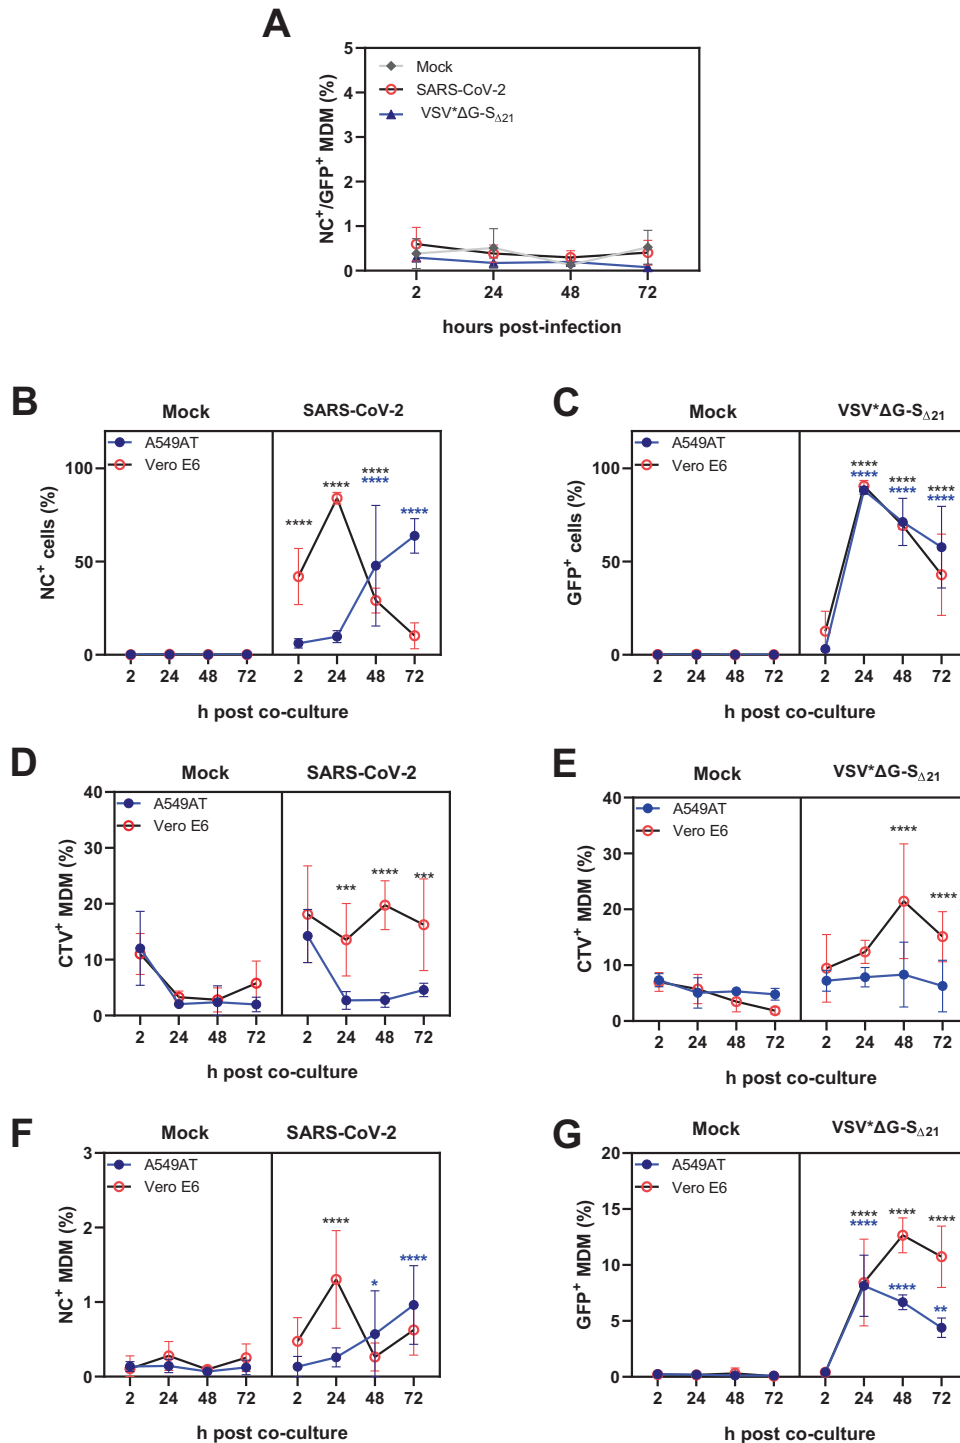 A
NC+/GFP+ MDM (%)
5
4
3
2
1
0
Mock
SARS-CoV-2
VSV*ΔG-SΔ21
2 24 48 72
hours post-infection
B
Mock SARS-CoV-2
NC+ cells (%)
100
50
0
A549AT
Vero E6
**** **** **** **** ****
2 24 48 72 2 24 48 72
h post co-culture
C
Mock VSV*ΔG-SΔ21
GFP+ cells (%)
100
50
0
A549AT
Vero E6
**** **** ****
**** **** ****
2 24 48 72 2 24 48 72
h post co-culture
D
Mock SARS-CoV-2
CTV+ MDM (%)
40
30
20
10
0
A549AT
Vero E6
*** **** ***
2 24 48 72 2 24 48 72
h post co-culture
E
Mock VSV*ΔG-SΔ21
CTV+ MDM (%)
40
30
20
10
0
A549AT
Vero E6
**** ****
2 24 48 72 2 24 48 72
h post co-culture
F
Mock SARS-CoV-2
NC+ MDM (%)
3
2
1
0
A549AT
Vero E6
**** * ****
2 24 48 72 2 24 48 72
h post co-culture
G
Mock VSV*ΔG-SΔ21
GFP+ MDM (%)
20
15
10
5
0
A549AT
Vero E6
**** **** ****
**** **** **
2 24 48 72 2 24 48 72
h post co-culture